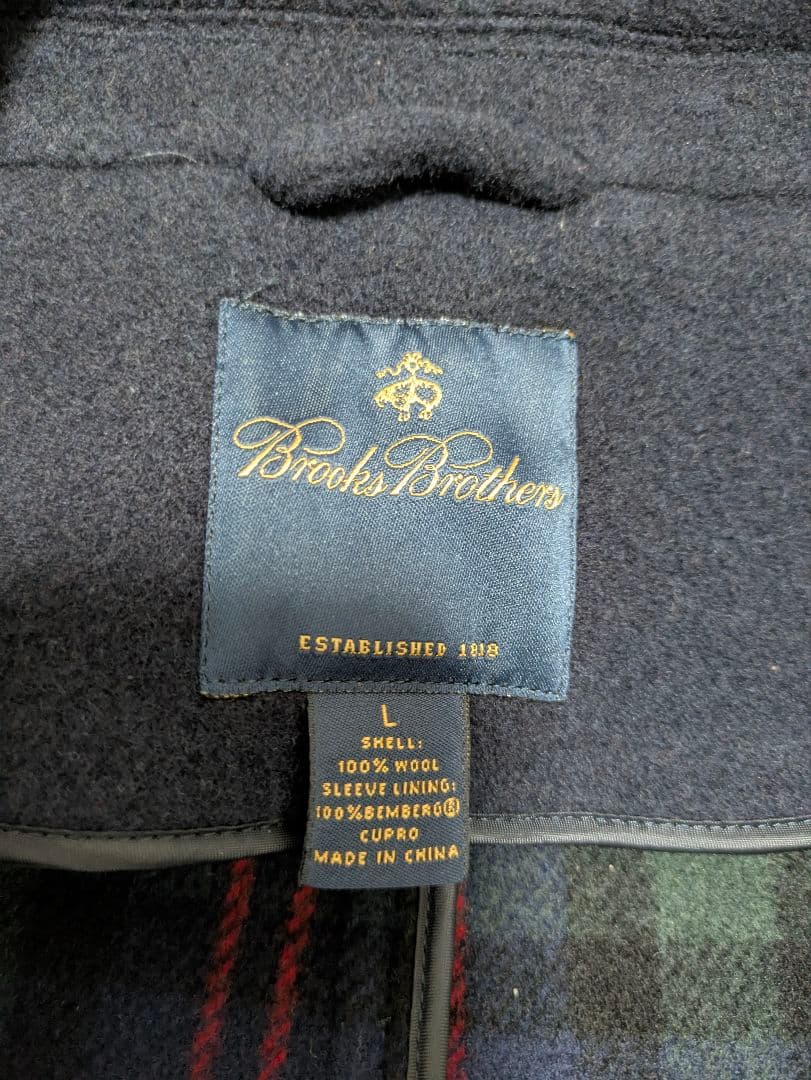 Brooks Brothers
ESTABLISHED 1818
L
SHELL:
100% WOOL
SLEEVE LINING:
100%BEMBERG®
CUPRO
MADE IN CHINA